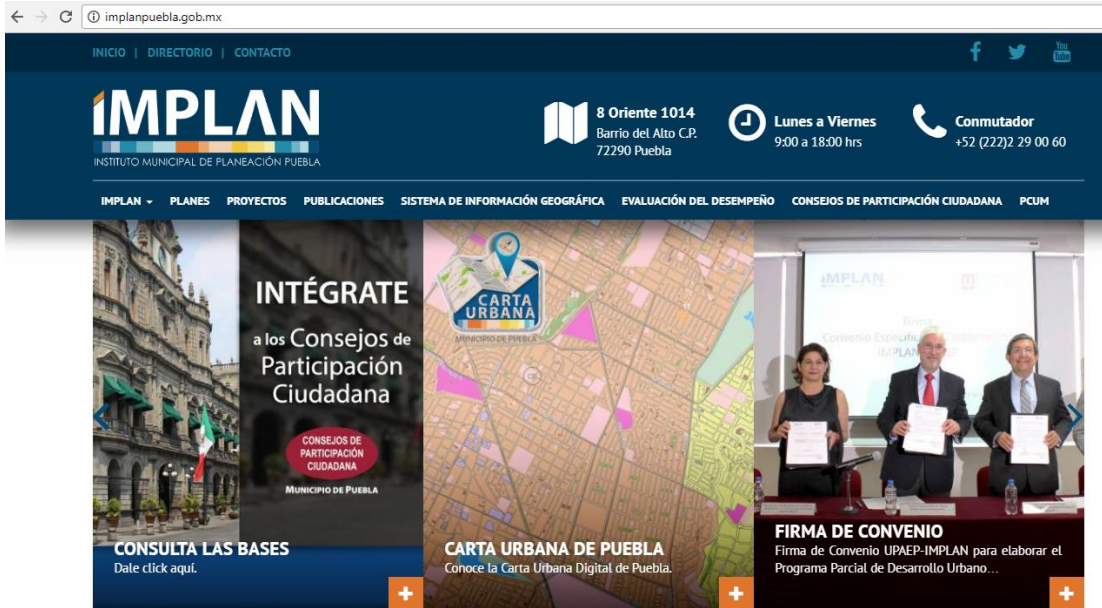 implanpuebla.gob.mx
INICIO | DIRECTORIO | CONTACTO
You
Tube
IMPLAN
INSTITUTO MUNICIPAL DE PLANEACIÓN PUEBLA
8 Oriente 1014
Barrio del Alto C.P.
72290 Puebla
Lunes a Viernes
9:00 a 18:00 hrs
Conmutador
+52 (222)2 29 00 60
IMPLAN PLANES PROYECTOS PUBLICACIONES SISTEMA DE INFORMACIÓN GEOGRÁFICA EVALUACIÓN DEL DESEMPEÑO CONSEJOS DE PARTICIPACIÓN CIUDADANA PCUM
INTÉGRATE
a los Consejos de
Participación
Ciudadana
CONSEJOS DE
PARTICIPACIÓN
CIUDADANA
MUNICIPIO DE PUEBLA
CONSULTA LAS BASES
Dale click aquí.
CARTA
URBANA
MUNICIPIO DE PUEBLA
CARTA URBANA DE PUEBLA
Conoce la Carta Urbana Digital de Puebla.
IMPLAN
Firma
Convenio
IMPLAN
FIRMA DE CONVENIO
Firma de Convenio UPAEP-IMPLAN para elaborar el
Programa Parcial de Desarrollo Urbano...